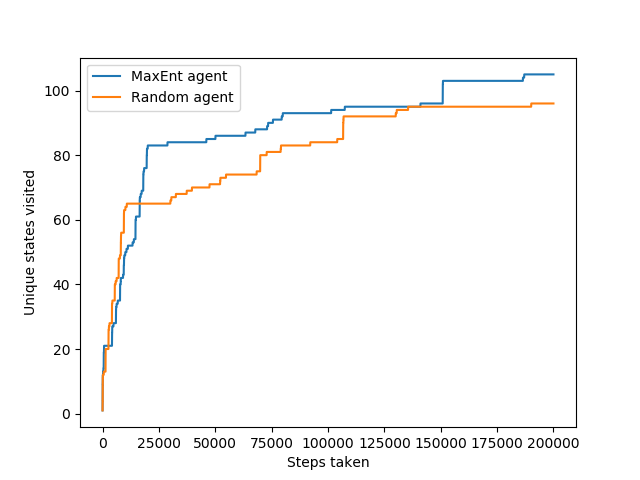 MaxEnt agent
Random agent
100
80
60
40
20
0
Unique states visited
0 25000 50000 75000 100000 125000 150000 175000 200000
Steps taken